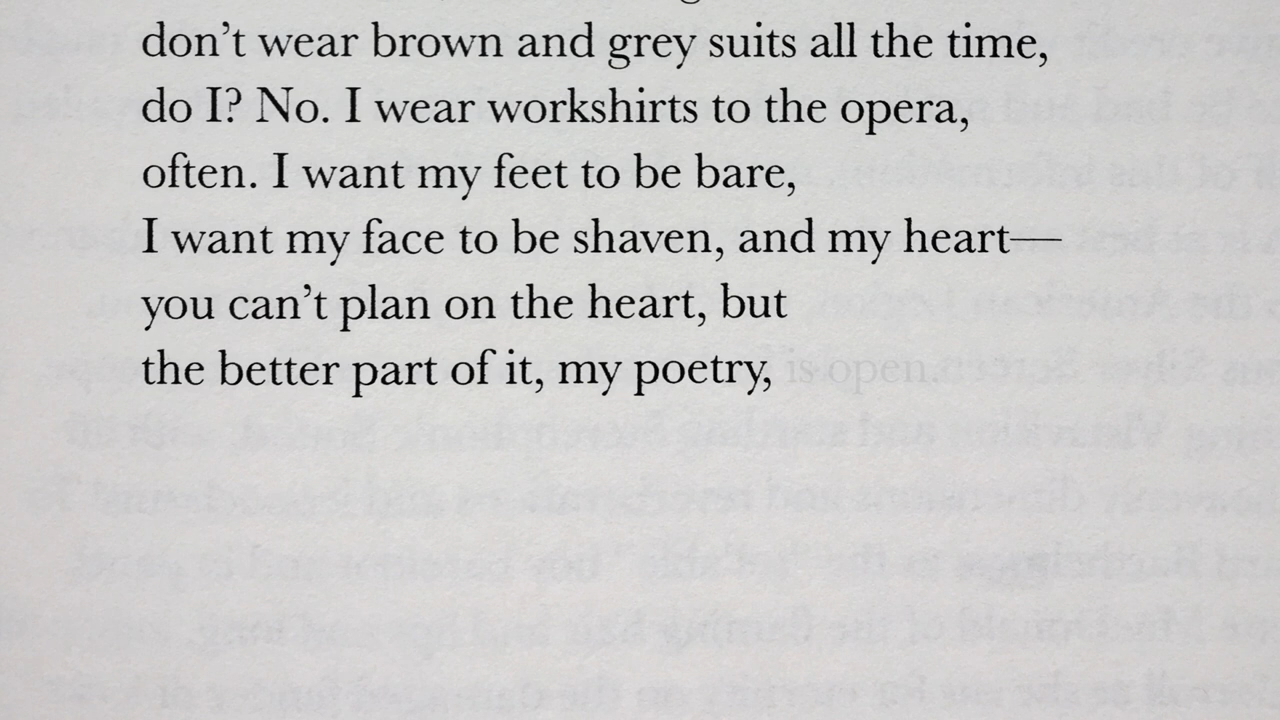 don’t wear brown and grey suits all the time,
do I? No. I wear workshirts to the opera,
often. I want my feet to be bare,
I want my face to be shaven, and my heart—
you can’t plan on the heart, but
the better part of it, my poetry, is open.